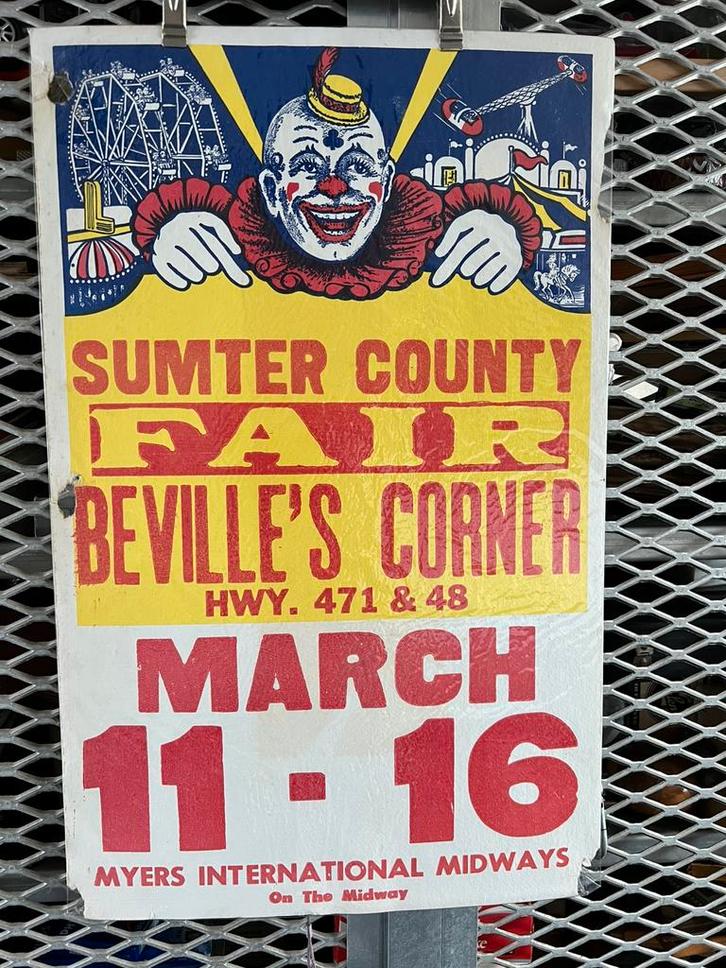 SUMTER COUNTY
FAIR
BEVILLE'S CORNER
HWY. 471 & 48
MARCH
11 - 16
MYERS INTERNATIONAL MIDWAYS
On The Midway